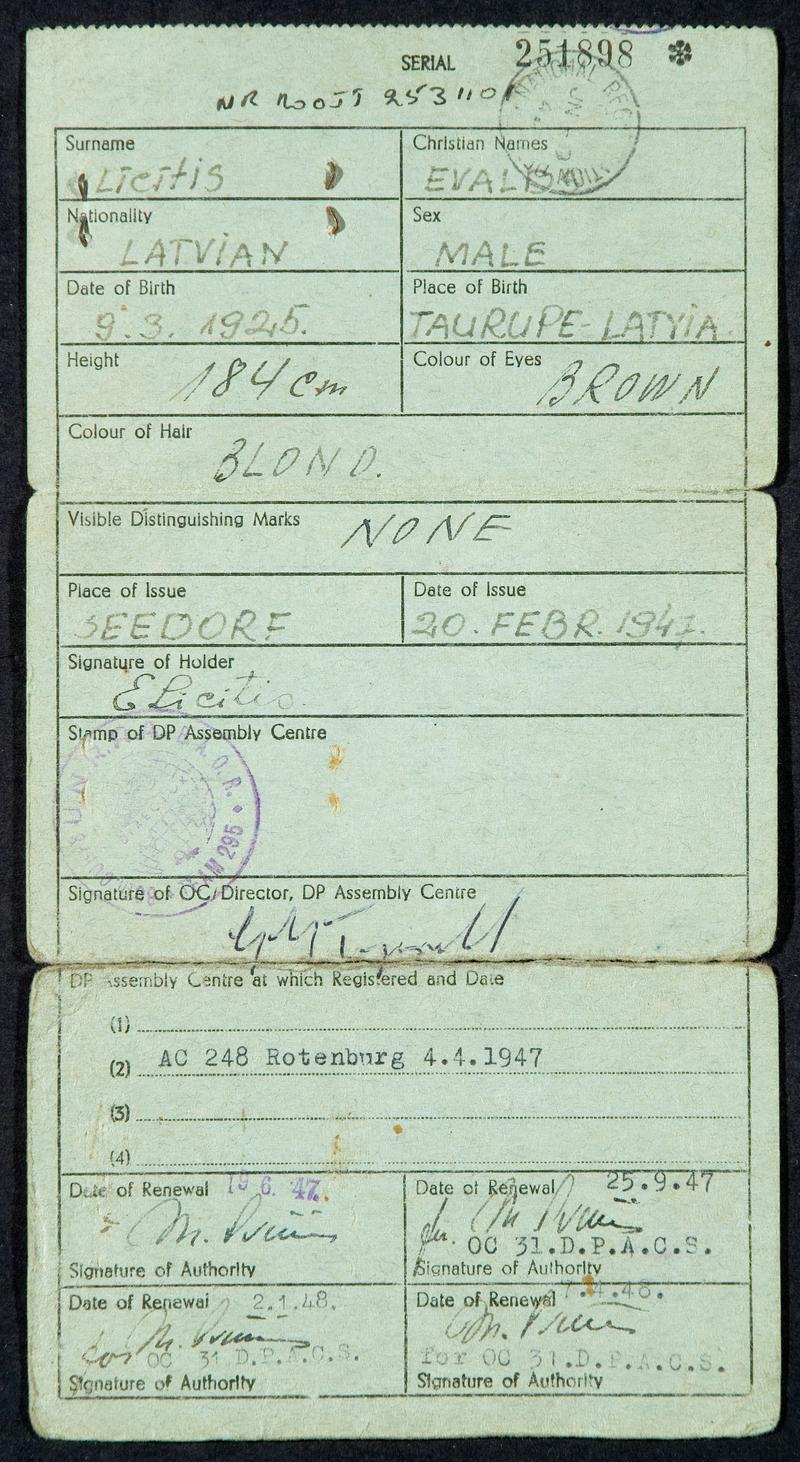 SERIAL 251898
Surname
Licitis
Christian Names
EVAL
Nationality
LATVIAN
Sex
MALE
Date of Birth
9.3. 1925.
Place of Birth
TAURUPE-LATVIA
Height
184 cm
Colour of Eyes
BROWN
Colour of Hair
BLOND.
Visible Distinguishing Marks
NONE
Place of Issue
SEEDORF
Date of Issue
20. FEBR. 1947.
Signature of Holder
ELicitis
Stamp of DP Assembly Centre
295
Signature of OC/Director, DP Assembly Centre
DP Assembly Centre at which Registered and Date
(1)
(2) AC 248 Rotenburg 4.4.1947
(3)
(4)
Date of Renewal 19 6. 47.
Signature of Authority
Date of Renewal 25.9.47
OC 31.D.P.A.C.S.
Signature of Authority
Date of Renewal 2.1.48.
for OC 31 D.P.A.C.S.
Signature of Authority
Date of Renewal
for OC 31.D.P.A.C.S.
Signature of Authority